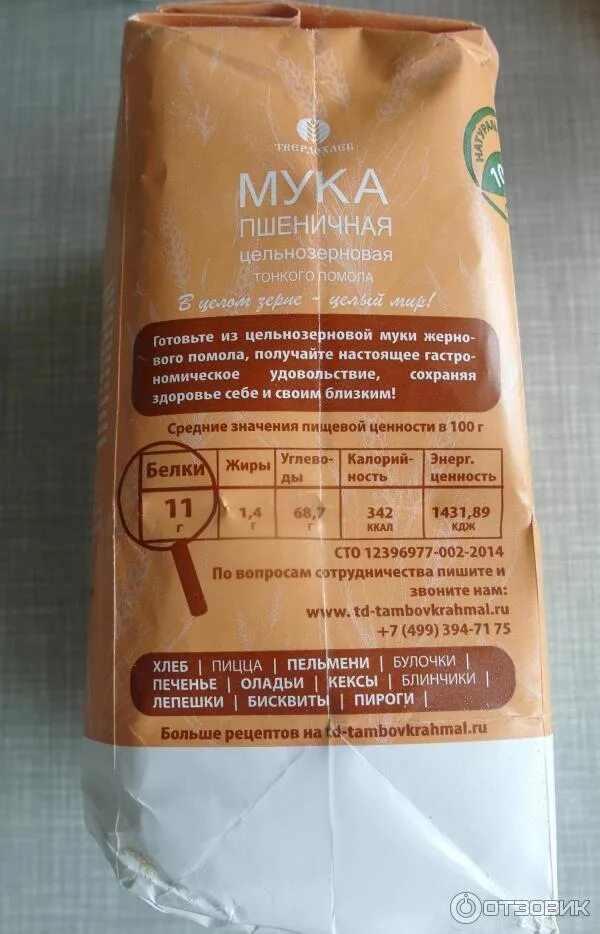 ТВЕРДОХЛЕБ
НАТУРАЛ
10
МУКА
ПШЕНИЧНАЯ
цельнозерновая
ТОНКОГО ПОМОЛА
В целом зерне - целый мир!
Готовьте из цельнозерновой муки жерно-
вого помола, получайте настоящее гастро-
номическое удовольствие, сохраняя
здоровье себе и своим близким!
Средние значения пищевой ценности в 100 г
Белки Жиры Углево-ды Калорий-ность Энерг. ценность
11 г 1,4 г 68,7 г 342 ККАЛ 1431,89 КДЖ
СТО 12396977-002-2014
По вопросам сотрудничества пишите и
звоните нам:
www. td-tambovkrahmal.ru
+7 (499) 394-71 75
ХЛЕБ | ПИЦЦА | ПЕЛЬМЕНИ | БУЛОЧКИ |
ПЕЧЕНЬЕ | ОЛАДЬИ | КЕКСЫ | БЛИНЧИКИ |
ЛЕПЕШКИ | БИСКВИТЫ | ПИРОГИ |
Больше рецептов на td-tambovkrahmal.ru
ОТЗОВИК